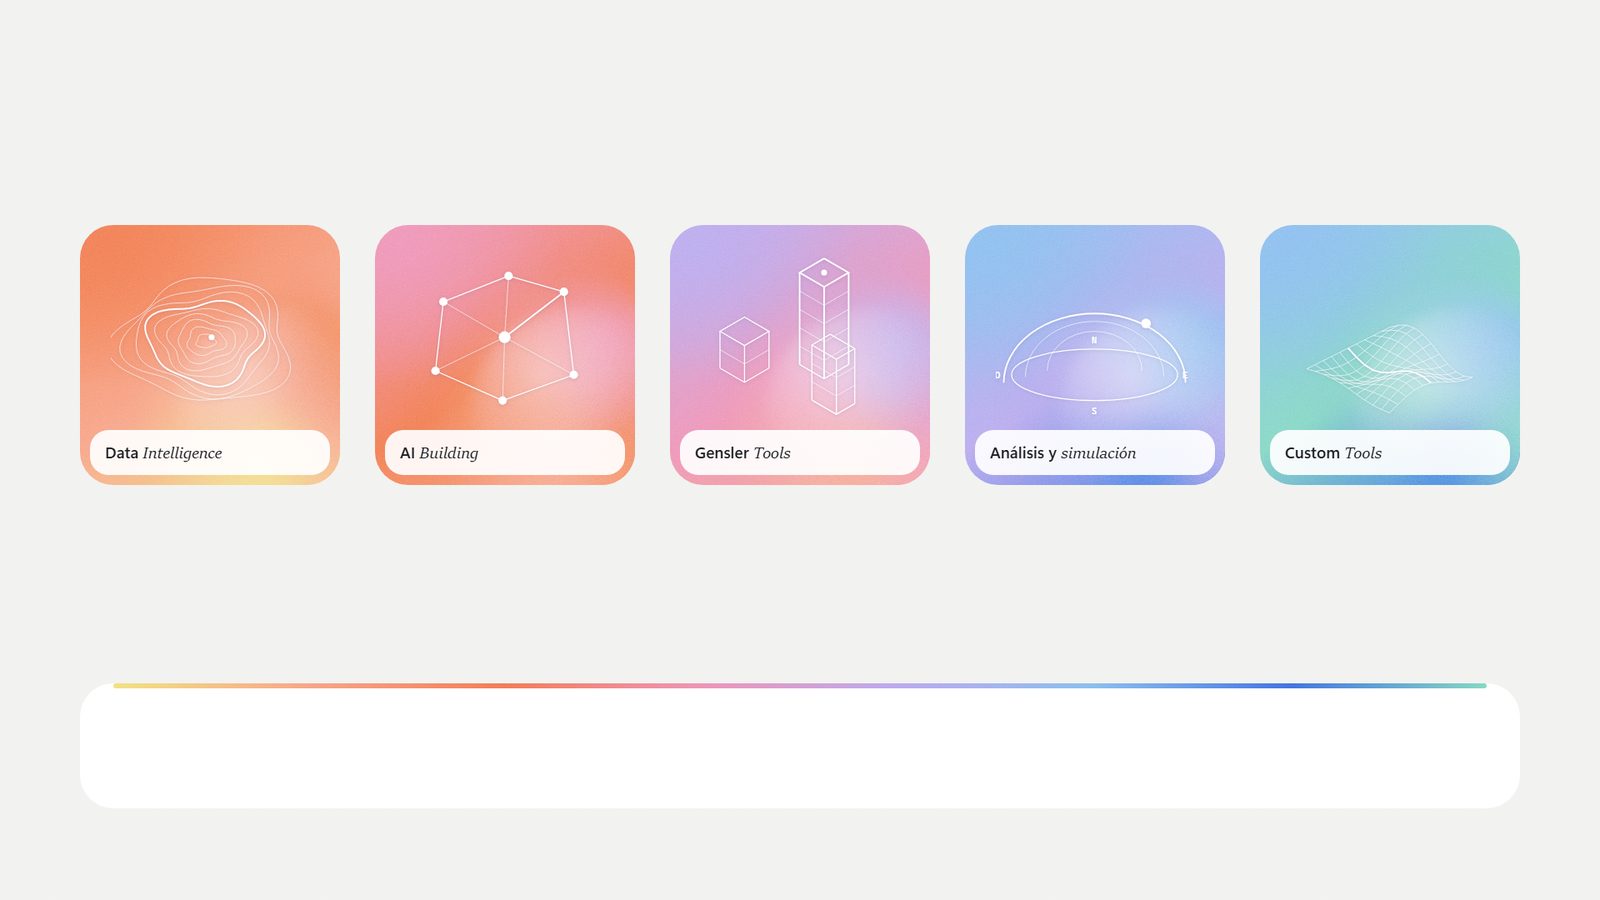 N
O
E
S
Data Intelligence
AI Building
Gensler Tools
Análisis y simulación
Custom Tools